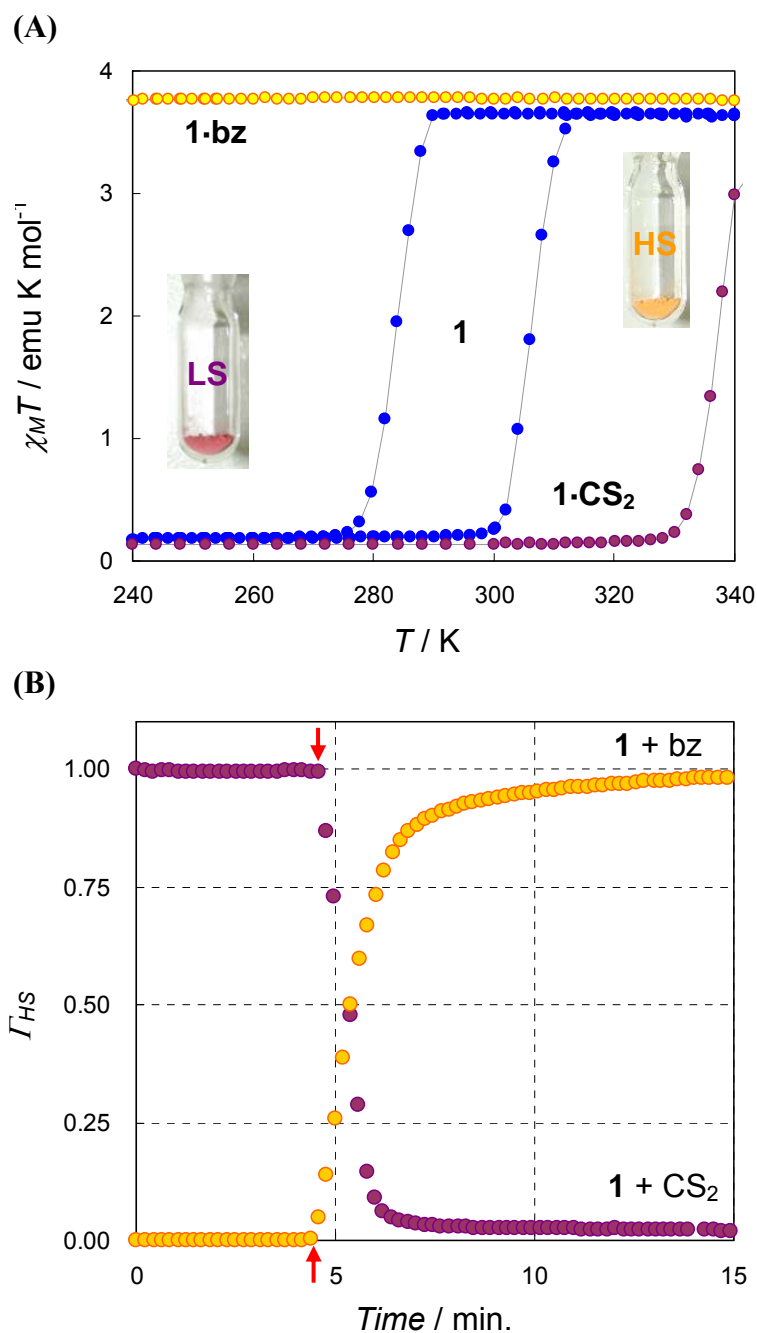 (A)
4
3
2
1
0
χMT / emu K mol⁻¹
1·bz
HS
LS
1
1·CS₂
240
260
280
300
320
340
T / K
(B)
1 + bz
1.00
0.75
0.50
0.25
0.00
ΓHS
1 + CS₂
0
5
10
15
Time / min.